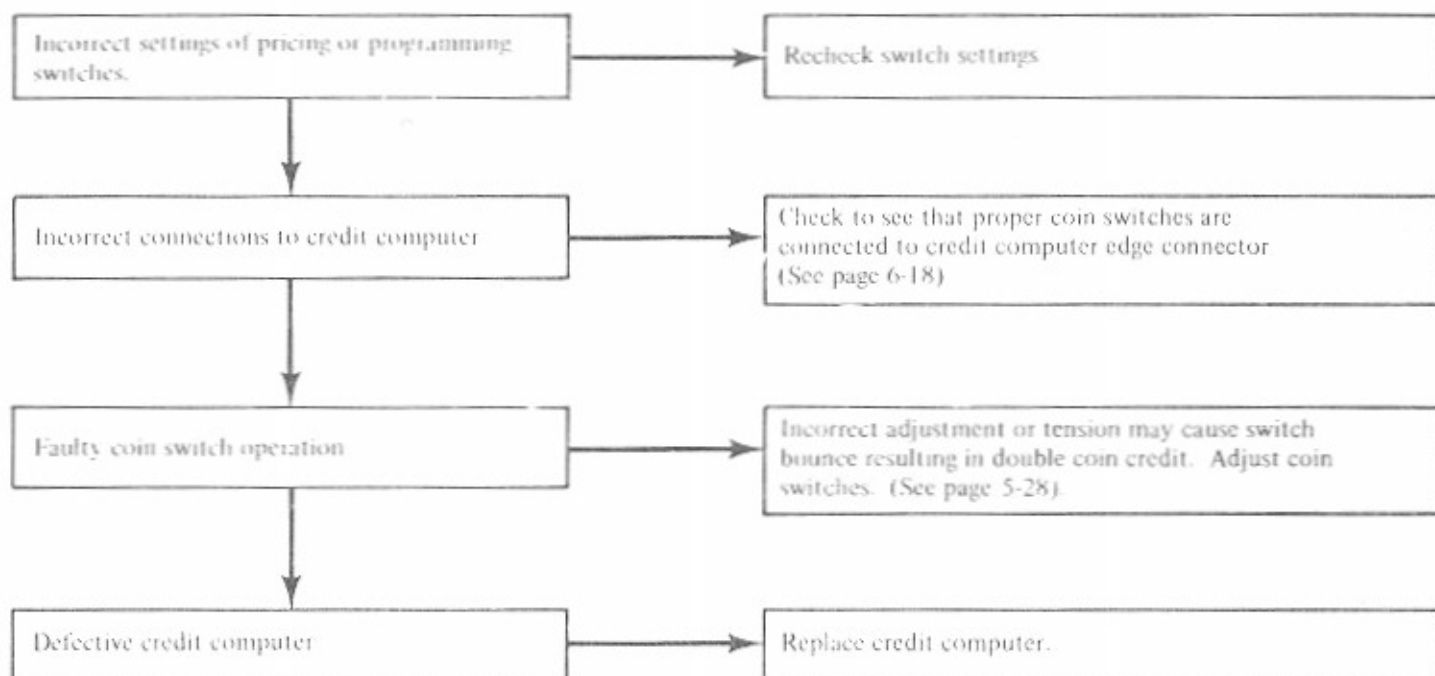 Incorrect settings of pricing or programming
switches.
Recheck switch settings
Incorrect connections to credit computer
Check to see that proper coin switches are
connected to credit computer edge connector
(See page 6-18)
Faulty coin switch operation
Incorrect adjustment or tension may cause switch
bounce resulting in double coin credit. Adjust coin
switches. (See page 5-28).
Defective credit computer
Replace credit computer.